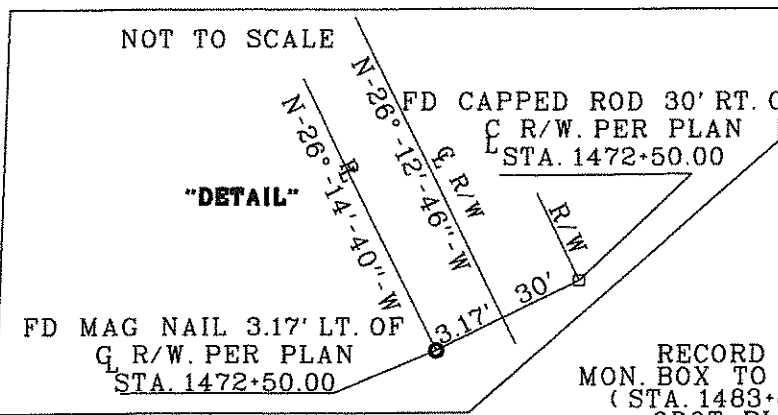 NOT TO SCALE
N-26°-12'-46"-W
℄ R/W
N-26°-14'-40"-W
"DETAIL"
FD CAPPED ROD 30' RT. O
℄ R/W. PER PLAN
STA. 1472+50.00
R/W
3.17'
30'
FD MAG NAIL 3.17' LT. OF
℄ R/W. PER PLAN
STA. 1472+50.00
RECORD
MON. BOX TO
(STA. 1483+